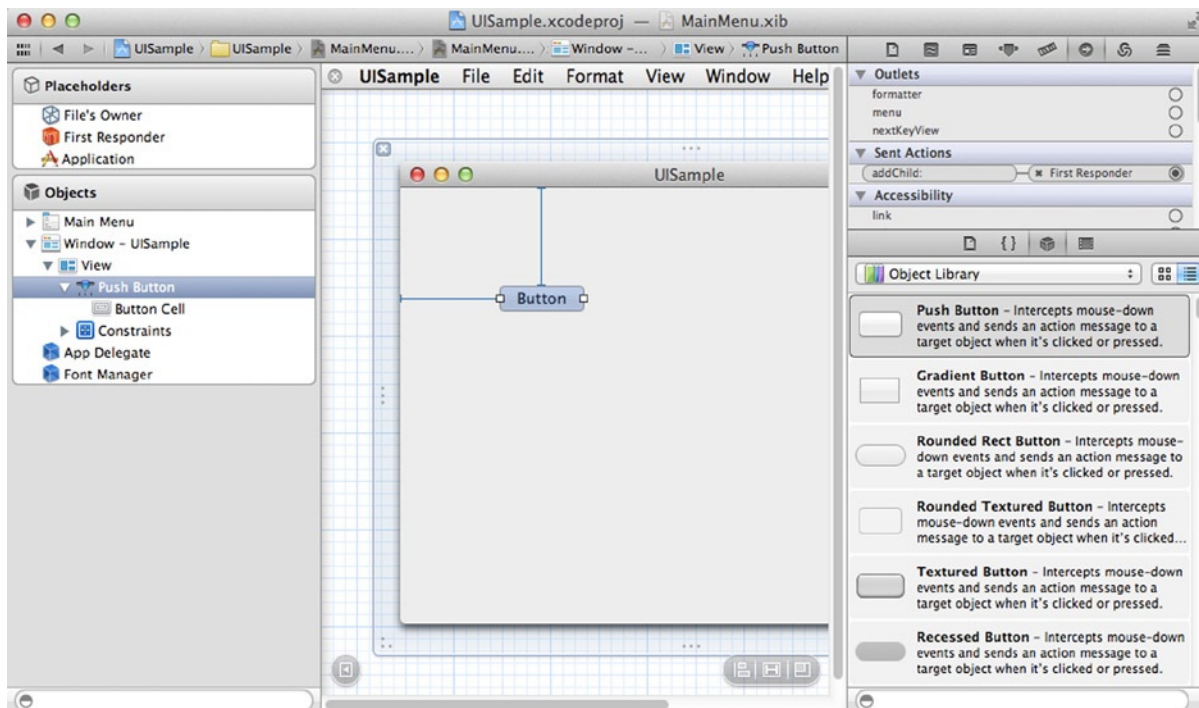 UISample.xcodeproj — MainMenu.xib
UISample UISample MainMenu.... MainMenu.... Window -... View Push Button
Placeholders
File's Owner
First Responder
Application
Objects
Main Menu
Window - UISample
View
Push Button
Button Cell
Constraints
App Delegate
Font Manager
UISample File Edit Format View Window Help
UISample
Button
Outlets
formatter
menu
nextKeyView
Sent Actions
addChild: First Responder
Accessibility
link
{}
Object Library
Push Button - Intercepts mouse-down
events and sends an action message to a
target object when it's clicked or pressed.
Gradient Button - Intercepts mouse-down
events and sends an action message to a
target object when it's clicked or pressed.
Rounded Rect Button - Intercepts mouse-
down events and sends an action message to
a target object when it's clicked or pressed.
Rounded Textured Button - Intercepts
mouse-down events and sends an action
message to a target object when it's clicked...
Textured Button - Intercepts mouse-down
events and sends an action message to a
target object when it's clicked or pressed.
Recessed Button - Intercepts mouse-down
events and sends an action message to a
target object when it's clicked or pressed.